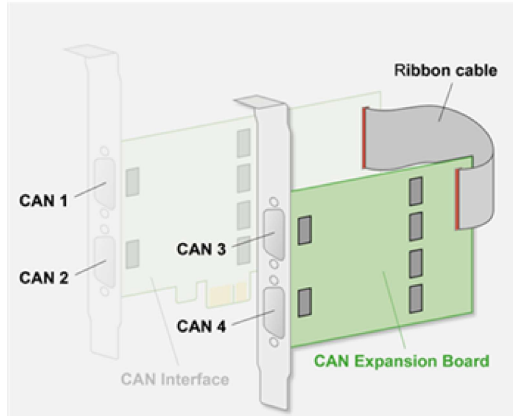 Ribbon cable
CAN 1
CAN 3
CAN 2
CAN 4
CAN Expansion Board
CAN Interface